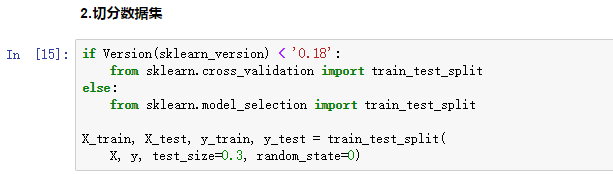 2.切分数据集
In [15]:
if Version(sklearn_version) < '0.18':
    from sklearn.cross_validation import train_test_split
else:
    from sklearn.model_selection import train_test_split

X_train, X_test, y_train, y_test = train_test_split(
    X, y, test_size=0.3, random_state=0)